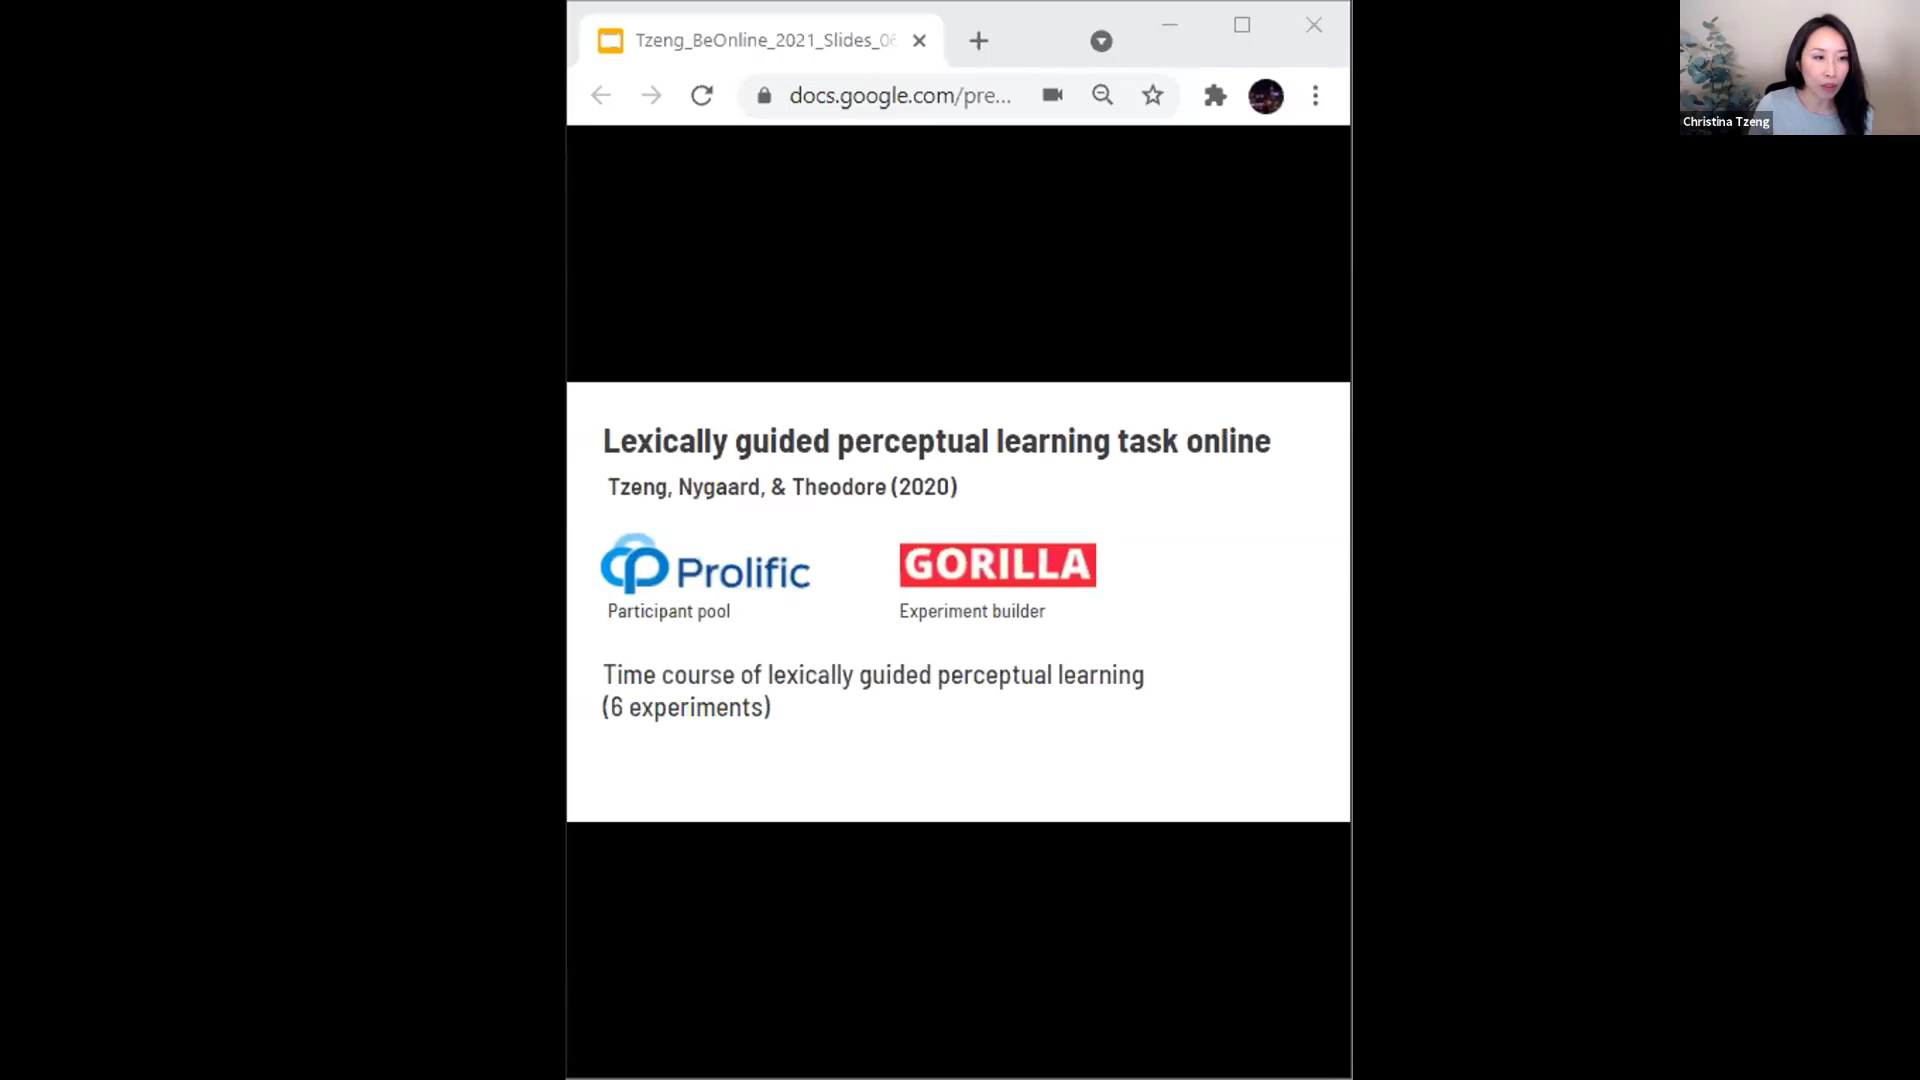 Tzeng_BeOnline_2021_Slides_06
docs.google.com/pre...
Christina Tzeng
Lexically guided perceptual learning task online
Tzeng, Nygaard, & Theodore (2020)
Prolific
GORILLA
Participant pool
Experiment builder
Time course of lexically guided perceptual learning
(6 experiments)